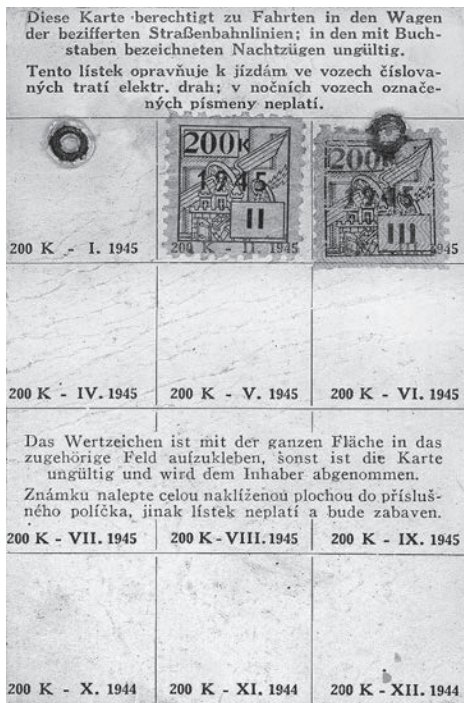 Diese Karte berechtigt zu Fahrten in den Wagen
der bezifferten Straßenbahnlinien; in den mit Buch-
staben bezeichneten Nachtzügen ungültig.
Tento lístek opravňuje k jízdám ve vozech číslova-
ných tratí elektr. drah; v nočních vozech označe-
ných písmeny neplatí.
200K
1945
II
200K
1945
III
200 K - I. 1945
200 K - II. 1945
945
200 K - IV. 1945
200 K - V. 1945
200 K - VI. 1945
Das Wertzeichen ist mit der ganzen Fläche in das
zugehörige Feld aufzukleben, sonst ist die Karte
ungültig und wird dem Inhaber abgenommen.
Známku nalepte celou naklíženou plochou do přísluš-
ného políčka, jinak lístek neplatí a bude zabaven.
200 K - VII. 1945
200 K - VIII. 1945
200 K - IX. 1945
200 K - X. 1944
200 K - XI. 1944
200 K - XII. 1944